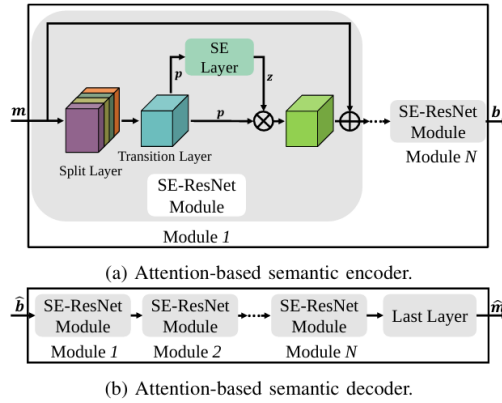 SE
Layer
p
z
m
p
b
SE-ResNet
Module
Transition Layer
Split Layer
Module N
SE-ResNet
Module
Module 1
(a) Attention-based semantic encoder.
b̂
SE-ResNet
Module
SE-ResNet
Module
SE-ResNet
Module
Last Layer
m̂
Module 1
Module 2
Module N
(b) Attention-based semantic decoder.